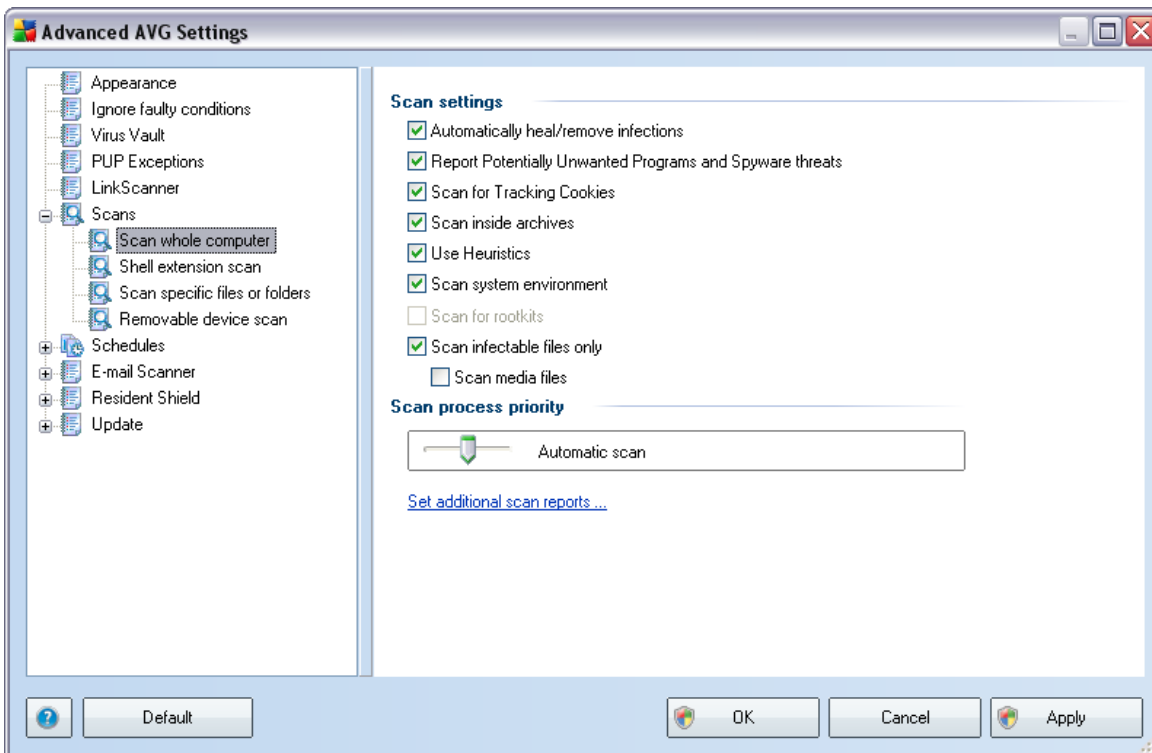 Advanced AVG Settings
Appearance
Ignore faulty conditions
Virus Vault
PUP Exceptions
LinkScanner
Scans
Scan whole computer
Shell extension scan
Scan specific files or folders
Removable device scan
Schedules
E-mail Scanner
Resident Shield
Update
Scan settings
Automatically heal/remove infections
Report Potentially Unwanted Programs and Spyware threats
Scan for Tracking Cookies
Scan inside archives
Use Heuristics
Scan system environment
Scan for rootkits
Scan infectable files only
Scan media files
Scan process priority
Automatic scan
Set additional scan reports ...
?
Default
OK
Cancel
Apply